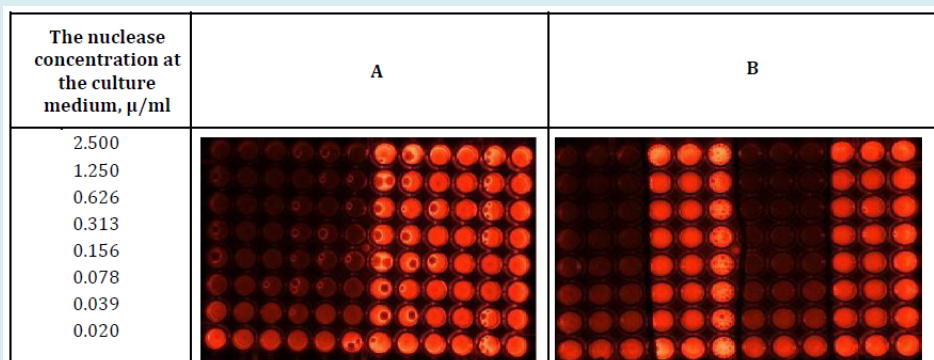 The nuclease
concentration at
the culture
medium, µ/ml
A
B
2.500
1.250
0.626
0.313
0.156
0.078
0.039
0.020